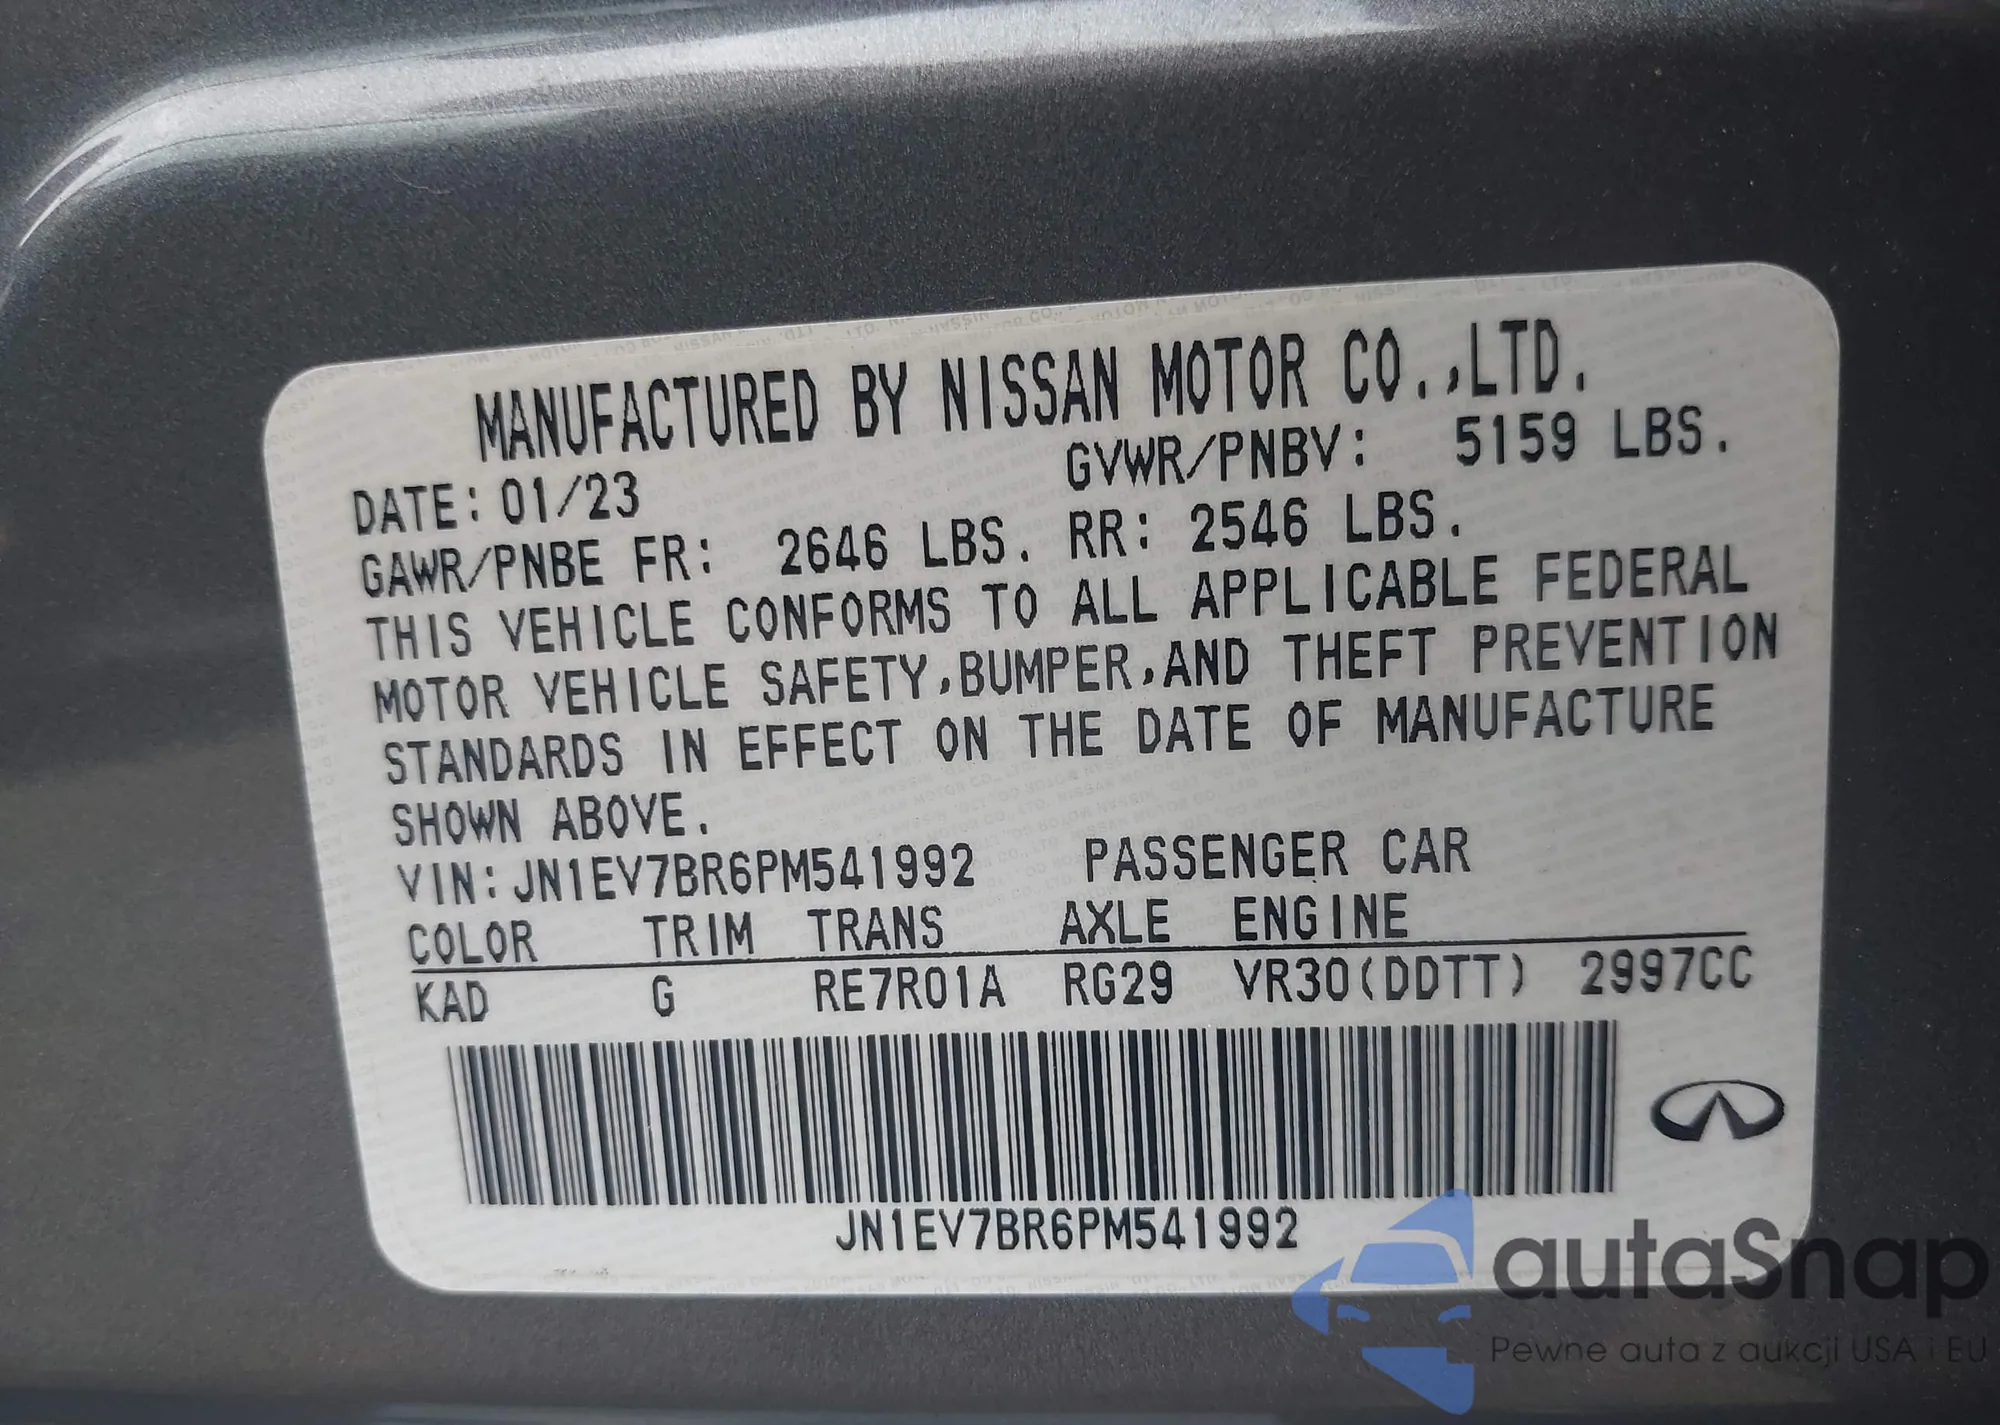 MANUFACTURED BY NISSAN MOTOR CO.,LTD.
DATE: 01/23 GVWR/PNBV: 5159 LBS.
GAWR/PNBE FR: 2646 LBS. RR: 2546 LBS.
THIS VEHICLE CONFORMS TO ALL APPLICABLE FEDERAL
MOTOR VEHICLE SAFETY,BUMPER,AND THEFT PREVENTION
STANDARDS IN EFFECT ON THE DATE OF MANUFACTURE
SHOWN ABOVE.
VIN:JN1EV7BR6PM541992 PASSENGER CAR
COLOR TRIM TRANS AXLE ENGINE
KAD G RE7R01A RG29 VR30(DDTT) 2997CC
JN1EV7BR6PM541992
autaSnap
Pewne auta z aukcji USA i EU